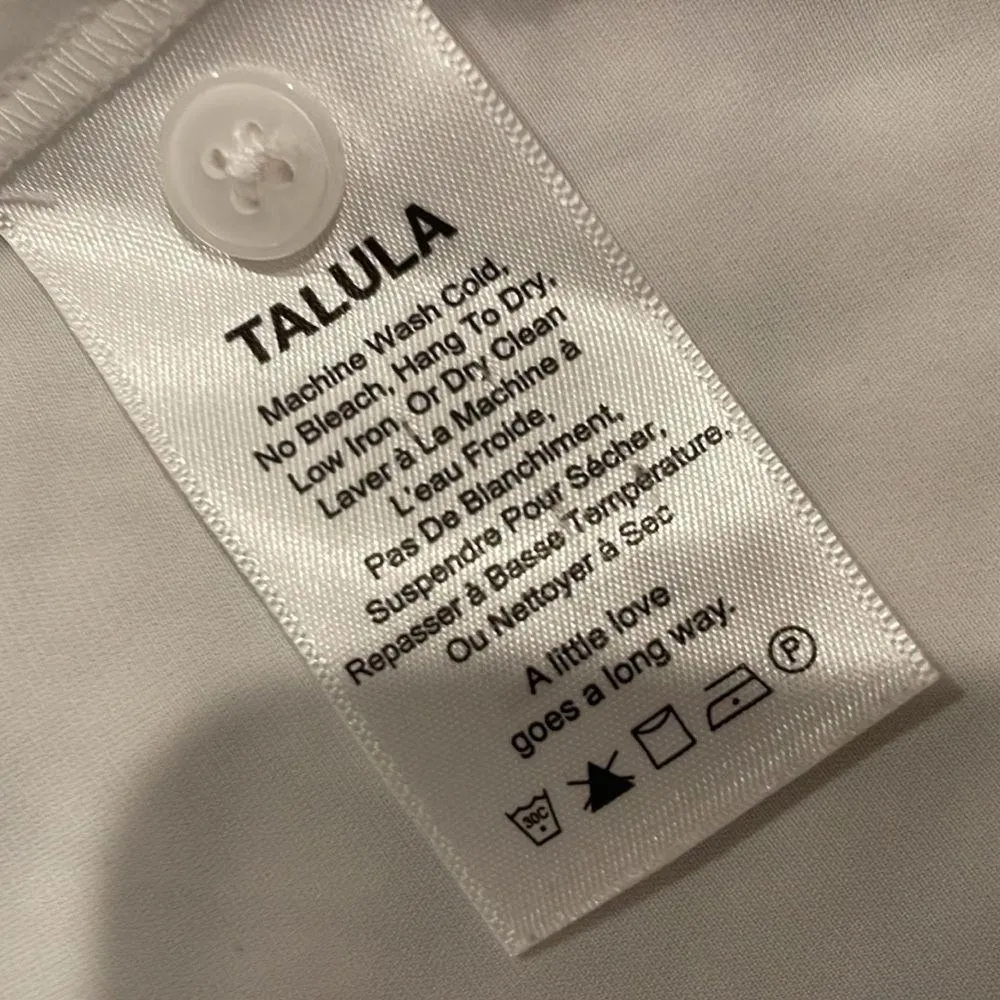 TALULA
Machine Wash Cold,
No Bleach, Hang To Dry,
Low Iron, Or Dry Clean
Laver à La Machine à
L'eau Froide,
Pas De Blanchiment,
Suspendre Pour Sécher,
Repasser à Basse Température,
Ou Nettoyer à Sec
A little love
goes a long way.
30C P